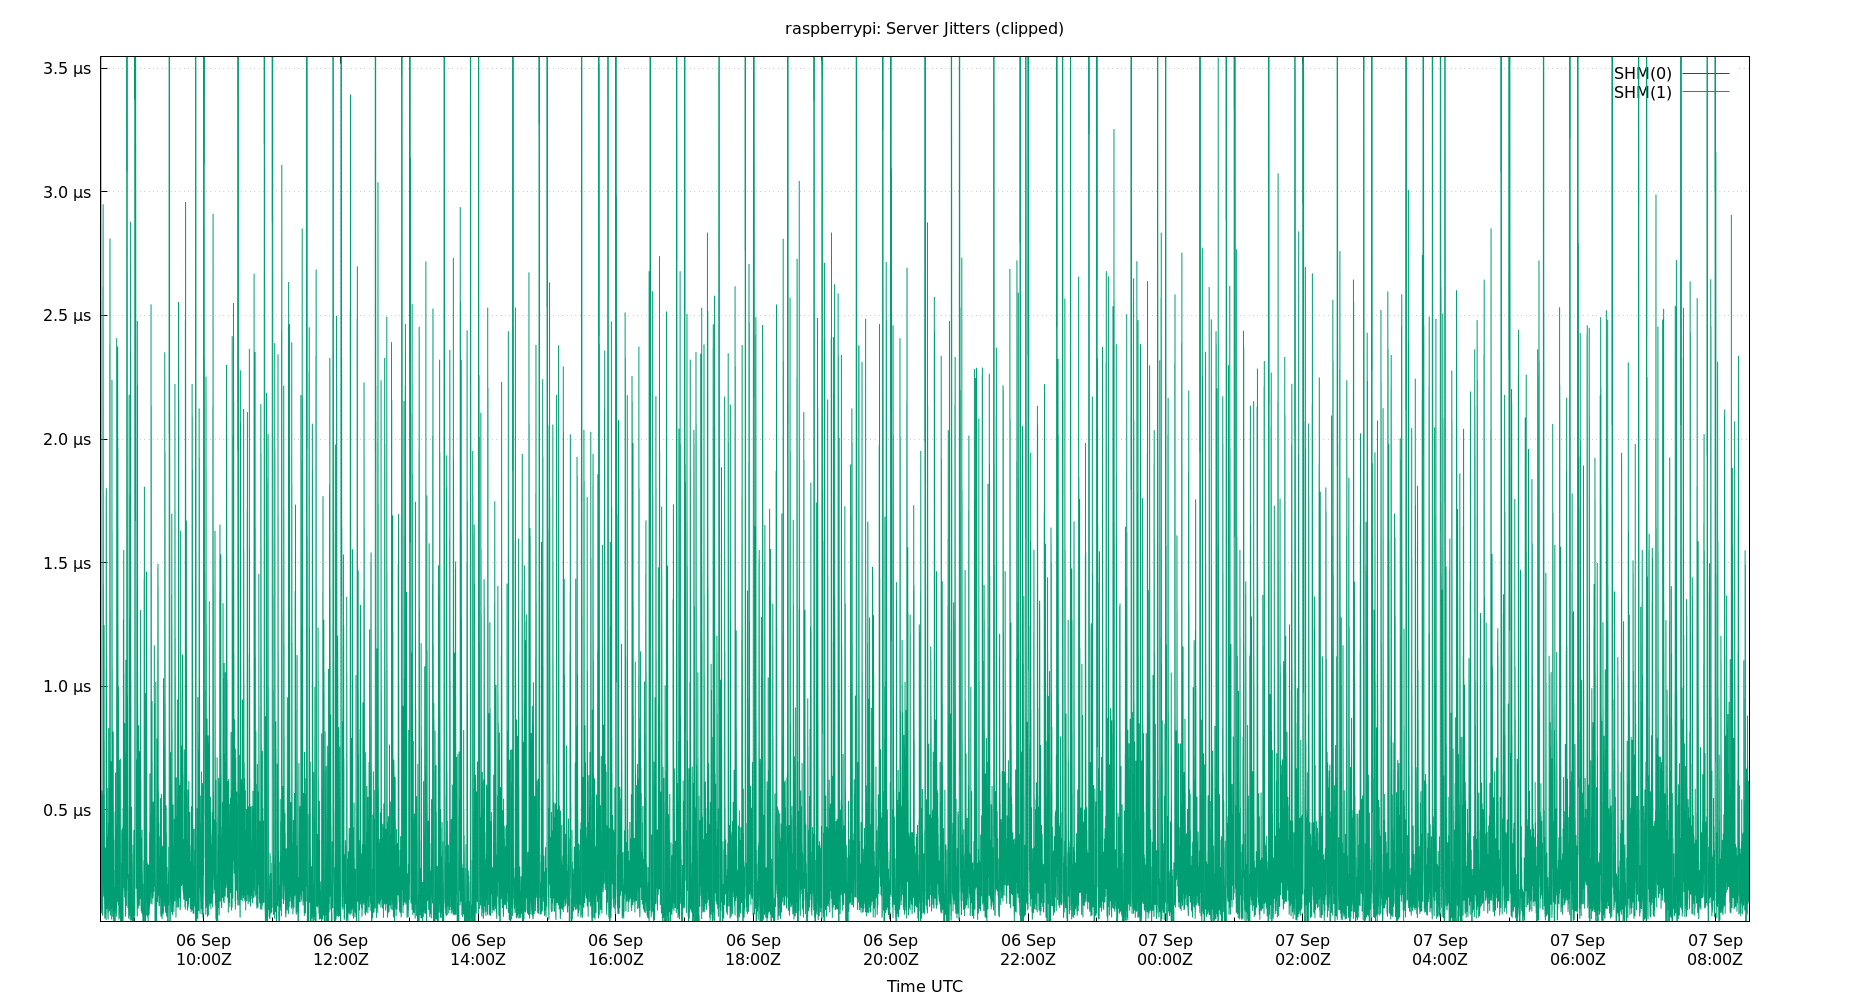 raspberrypi: Server Jitters (clipped)
3.5 μs
3.0 μs
2.5 μs
2.0 μs
1.5 μs
1.0 μs
0.5 μs
SHM(0)
SHM(1)
06 Sep 06 Sep 06 Sep 06 Sep 06 Sep 06 Sep 06 Sep 07 Sep 07 Sep 07 Sep 07 Sep 07 Sep
10:00Z 12:00Z 14:00Z 16:00Z 18:00Z 20:00Z 22:00Z 00:00Z 02:00Z 04:00Z 06:00Z 08:00Z
Time UTC